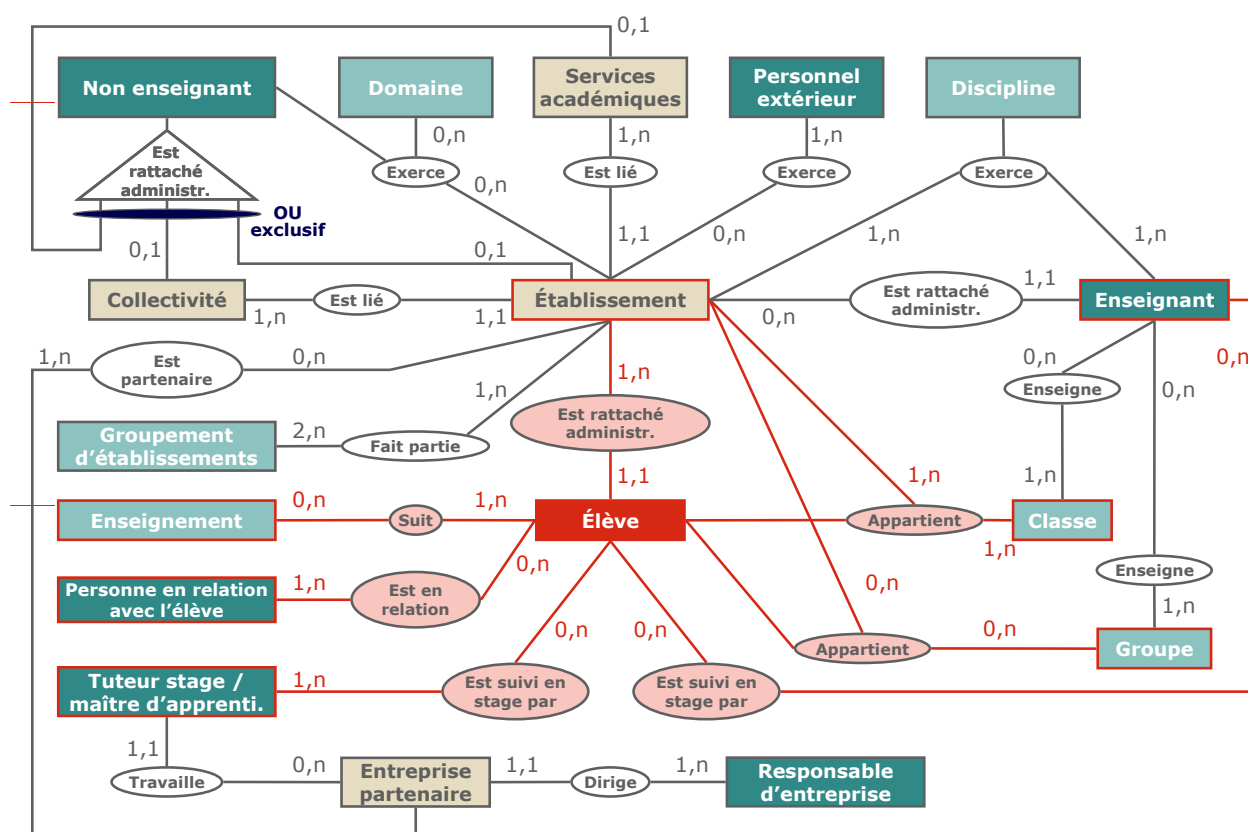 0,1
Non enseignant
Domaine
Services
académiques
Personnel
extérieur
Discipline
0,n
1,n
1,n
Est
rattaché
administr.
Exerce
Est lié
Exerce
Exerce
0,n
OU
exclusif
0,1
0,1
1,1
0,n
1,n
1,n
Collectivité
Est lié
Établissement
Est rattaché
administr.
1,1
Enseignant
1,n
1,1
0,n
1,n
Est
partenaire
0,n
1,n
1,n
0,n
Enseigne
0,n
0,n
Groupement
d’établissements
2,n
Fait partie
Est rattaché
administr.
1,1
1,n
1,n
Enseignement
0,n
Suit
1,n
Élève
Appartient
1,n
Classe
Personne en relation
avec l’élève
1,n
Est en
relation
0,n
0,n
Enseigne
1,n
0,n
0,n
Appartient
0,n
Groupe
Tuteur stage /
maître d’apprenti.
1,n
Est suivi en
stage par
Est suivi en
stage par
1,1
Travaille
0,n
Entreprise
partenaire
1,1
Dirige
1,n
Responsable
d’entreprise